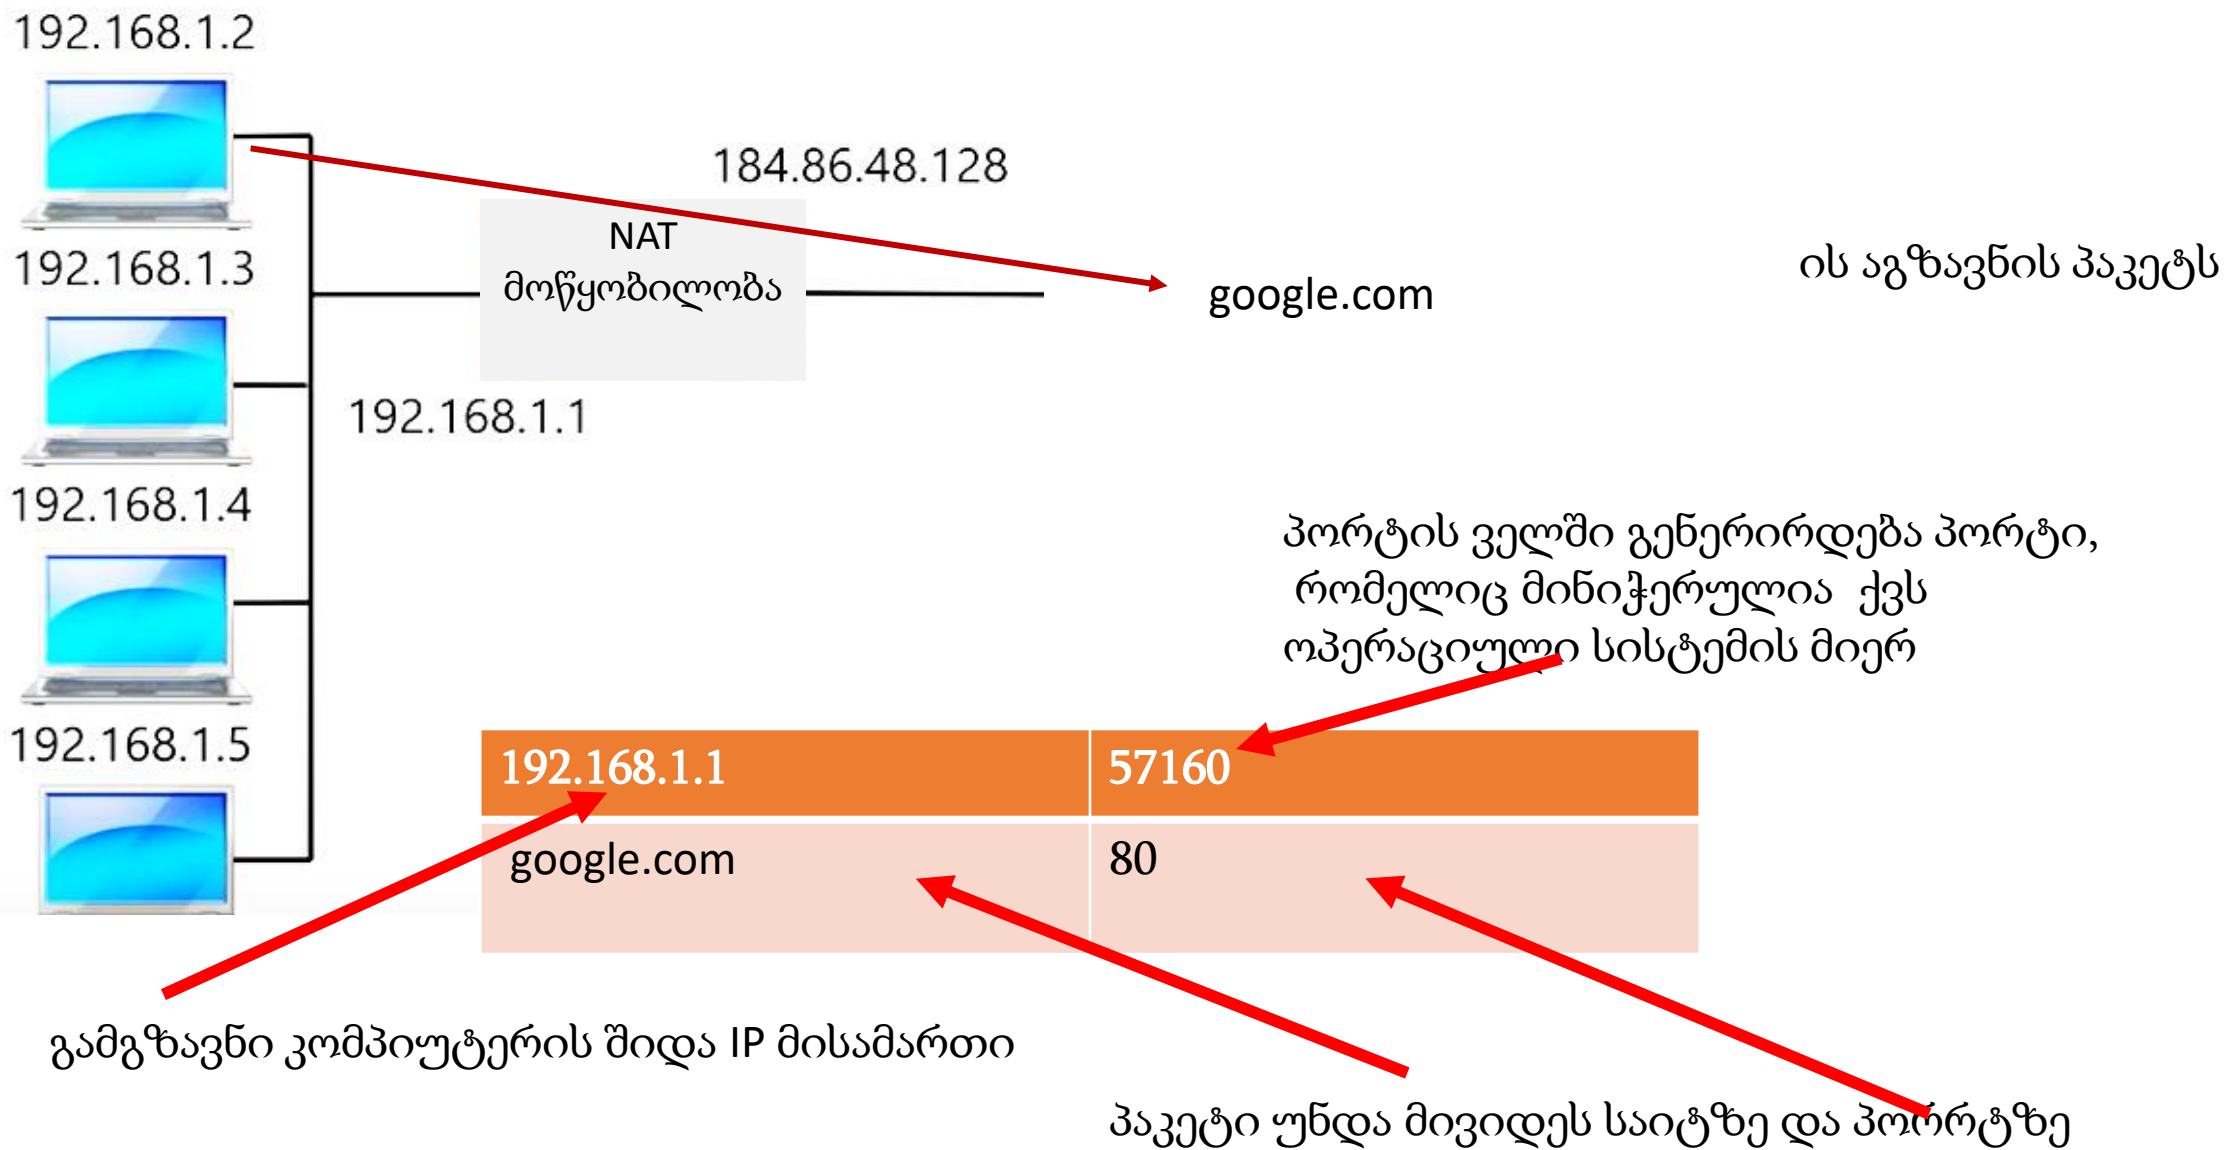 192.168.1.2
184.86.48.128
NAT
მოწყობილობა
192.168.1.3
google.com
ის აგზავნის პაკეტს
192.168.1.1
192.168.1.4
პორტის ველში გენერირდება პორტი,
რომელიც მინიჭერულია ქვს
ოპერაციული სისტემის მიერ
192.168.1.5
192.168.1.1 57160
google.com 80
გამგზავნი კომპიუტერის შიდა IP მისამართი
პაკეტი უნდა მივიდეს საიტზე და პორრტზე